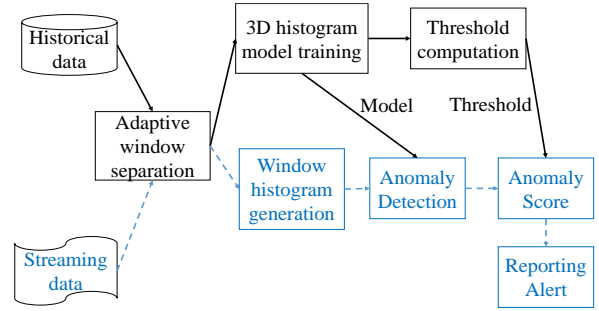 Historical
data
3D histogram
model training
Threshold
computation
Model
Threshold
Adaptive
window
separation
Window
histogram
generation
Anomaly
Detection
Anomaly
Score
Streaming
data
Reporting
Alert